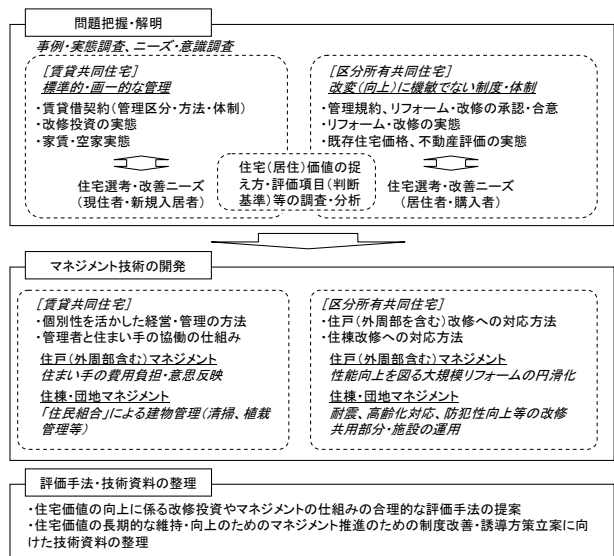 問題把握・解明
事例・実態調査、ニーズ・意識調査
［賃貸共同住宅］
標準的・画一的な管理
・賃貸借契約（管理区分・方法・体制）
・改修投資の実態
・家賃・空家実態
住宅選考・改善ニーズ
（現住者・新規入居者）
［区分所有共同住宅］
改変（向上）に機敏でない制度・体制
・管理規約、リフォーム・改修の承認・合意
・リフォーム・改修の実態
・既存住宅価格、不動産評価の実態
住宅選考・改善ニーズ
（居住者・購入者）
住宅（居住）価値の捉
え方・評価項目（判断
基準）等の調査・分析
マネジメント技術の開発
［賃貸共同住宅］
・個別性を活かした経営・管理の方法
・管理者と住まい手の協働の仕組み
住戸（外周部含む）マネジメント
住まい手の費用負担・意思反映
住棟・団地マネジメント
「住民組合」による建物管理（清掃、植栽
管理等）
［区分所有共同住宅］
・住戸（外周部を含む）改修への対応方法
・住棟改修への対応方法
住戸（外周部含む）マネジメント
性能向上を図る大規模リフォームの円滑化
住棟・団地マネジメント
耐震、高齢化対応、防犯性向上等の改修
共用部分・施設の運用
評価手法・技術資料の整理
・住宅価値の向上に係る改修投資やマネジメントの仕組みの合理的な評価手法の提案
・住宅価値の長期的な維持・向上のためのマネジメント推進のための制度改善・誘導方策立案に向
けた技術資料の整理